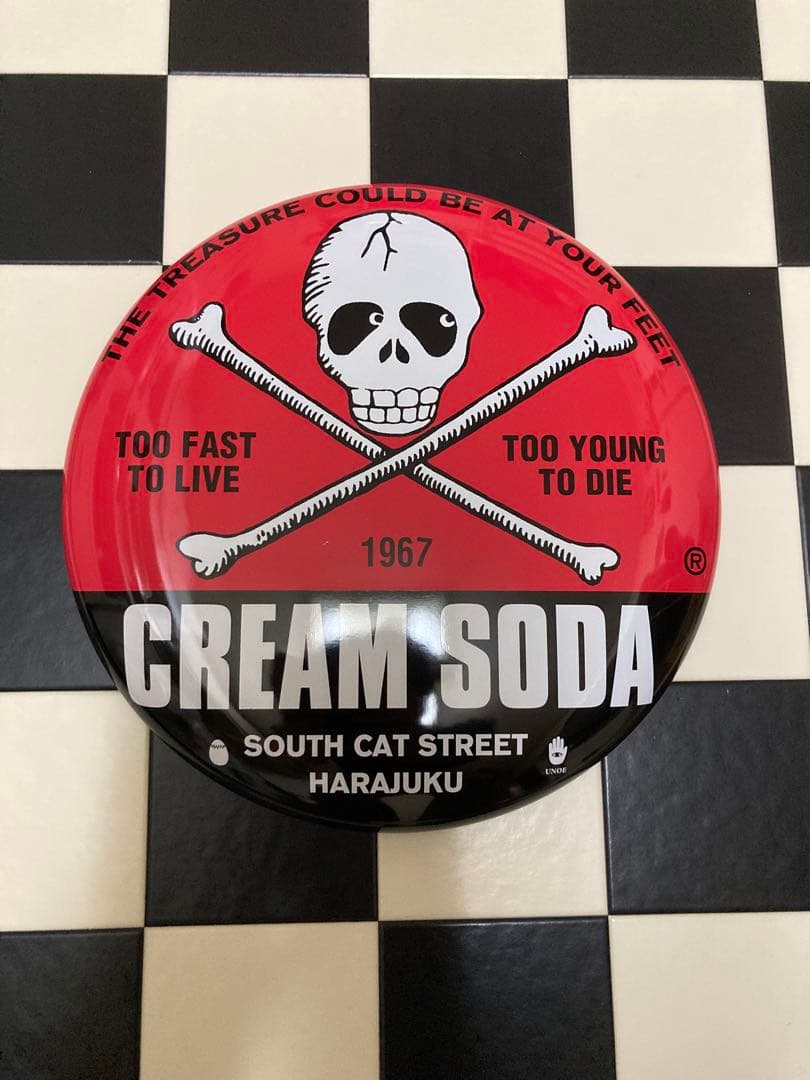 THE TREASURE COULD BE AT YOUR FEET
TOO FAST
TO LIVE
TOO YOUNG
TO DIE
1967
®
CREAM SODA
SOUTH CAT STREET
HARAJUKU